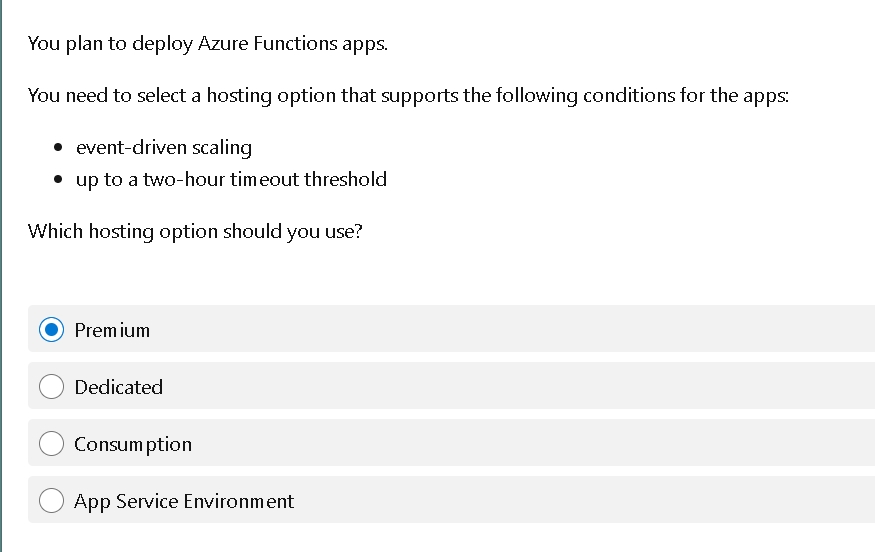 You plan to deploy Azure Functions apps.
You need to select a hosting option that supports the following conditions for the apps:
• event-driven scaling
• up to a two-hour timeout threshold
Which hosting option should you use?
Premium
Dedicated
Consumption
App Service Environment